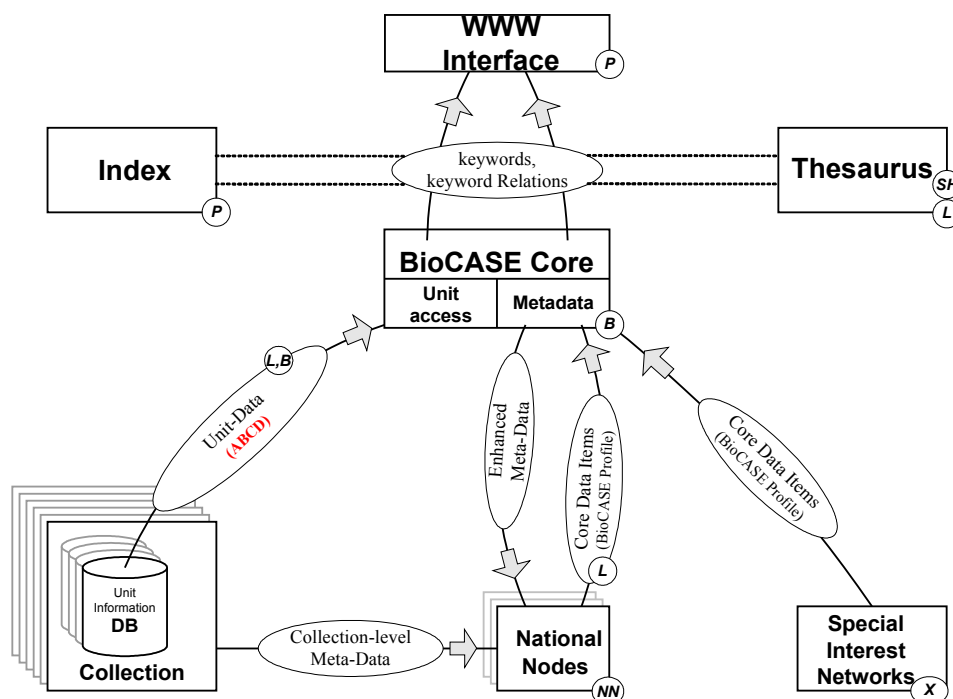 WWW
Interface
P
Index
P
keywords,
keyword Relations
Thesaurus
SH
L
BioCASE Core
Unit
access
Metadata
B
L,B
Unit-Data
(ABCD)
Enhanced
Meta-Data
Core Data Items
(BioCASE Profile)
L
Core Data Items
(BioCASE Profile)
Unit
Information
DB
Collection
Collection-level
Meta-Data
National
Nodes
NN
Special
Interest
Networks
X